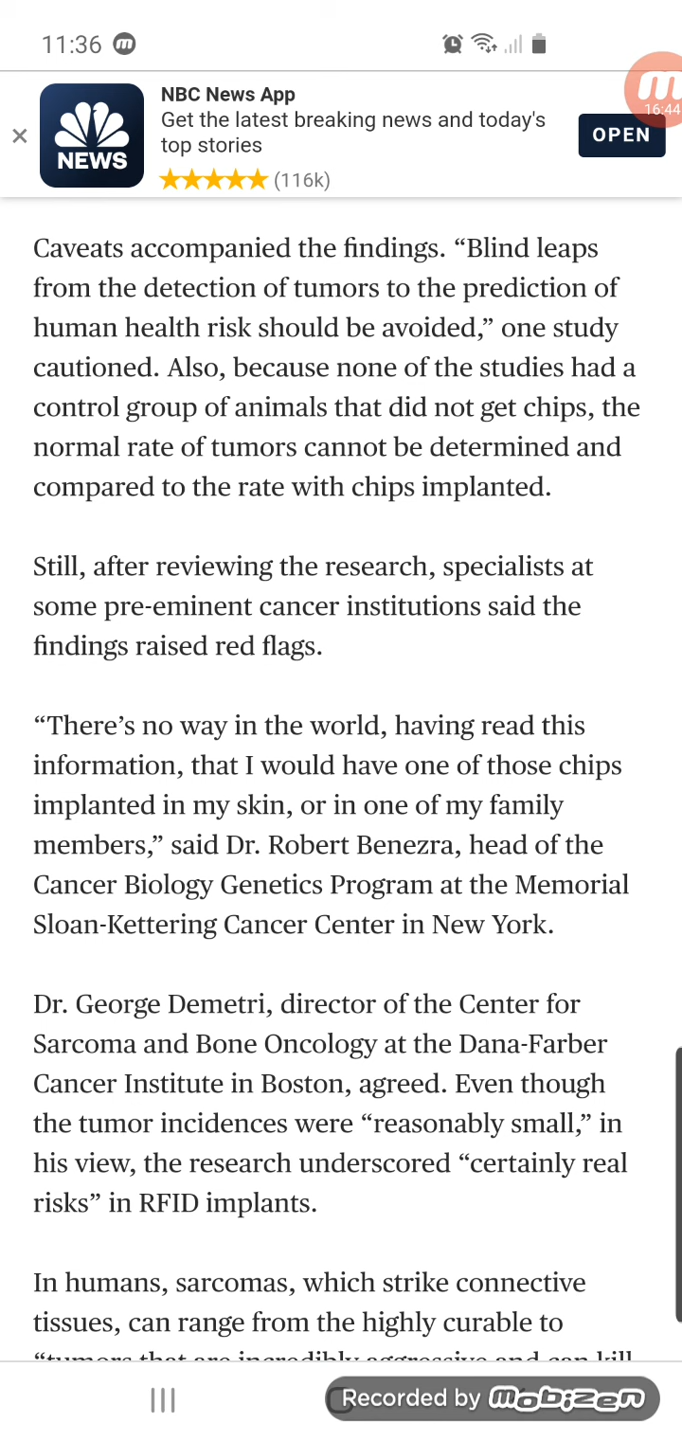 11:36
16:44
NBC News App
Get the latest breaking news and today's
top stories
(116k)
OPEN
NEWS
Caveats accompanied the findings. “Blind leaps
from the detection of tumors to the prediction of
human health risk should be avoided,” one study
cautioned. Also, because none of the studies had a
control group of animals that did not get chips, the
normal rate of tumors cannot be determined and
compared to the rate with chips implanted.
Still, after reviewing the research, specialists at
some pre-eminent cancer institutions said the
findings raised red flags.
“There’s no way in the world, having read this
information, that I would have one of those chips
implanted in my skin, or in one of my family
members,” said Dr. Robert Benezra, head of the
Cancer Biology Genetics Program at the Memorial
Sloan-Kettering Cancer Center in New York.
Dr. George Demetri, director of the Center for
Sarcoma and Bone Oncology at the Dana-Farber
Cancer Institute in Boston, agreed. Even though
the tumor incidences were “reasonably small,” in
his view, the research underscored “certainly real
risks” in RFID implants.
In humans, sarcomas, which strike connective
tissues, can range from the highly curable to
“tumors that are incredibly aggressive and can kill
Recorded by mobizen